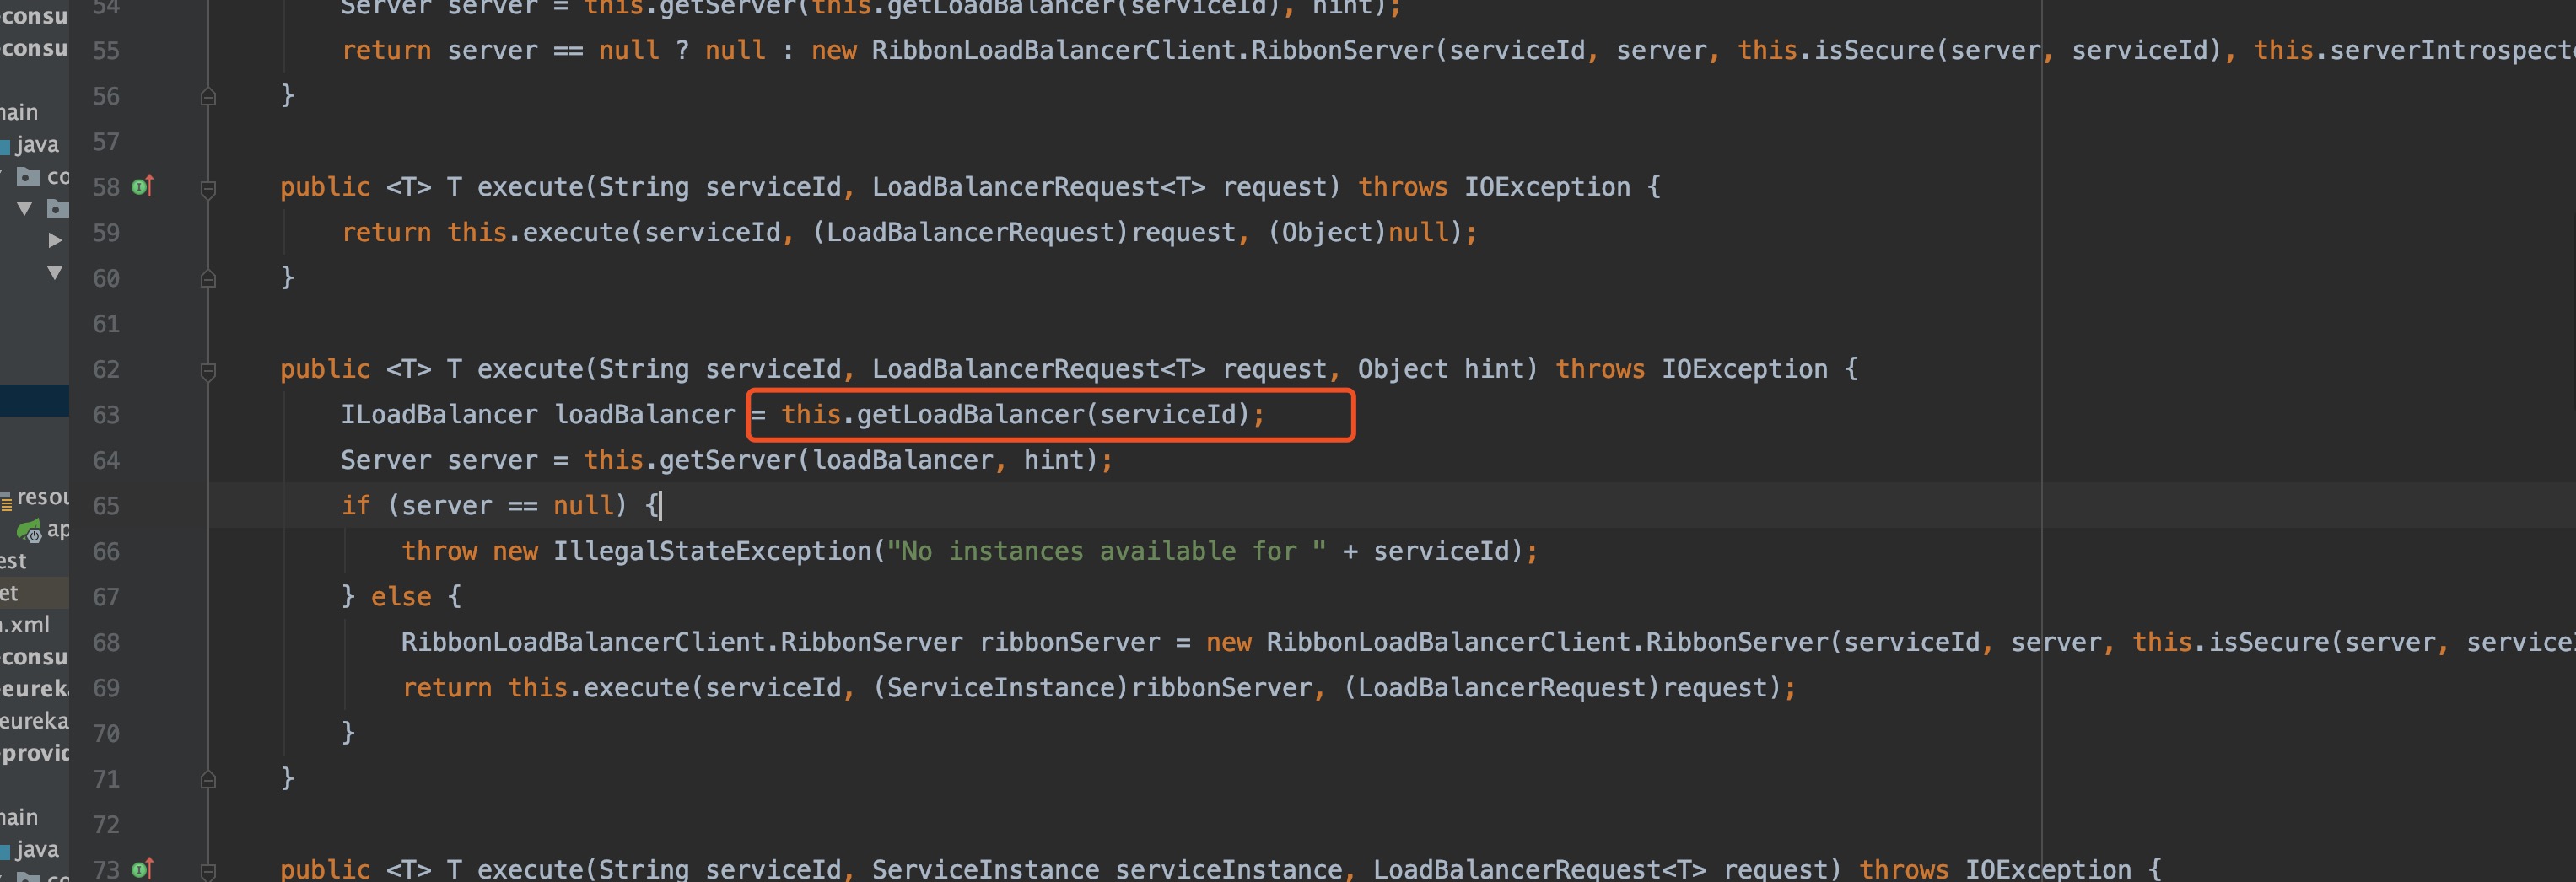 consu
consu
main
java
co
resou
ap
est
et
.xml
consu
eureka
eureka
provid
main
java
54 Server server = this.getServer(this.getLoadBalancer(serviceId), hint);
55 return server == null ? null : new RibbonLoadBalancerClient.RibbonServer(serviceId, server, this.isSecure(server, serviceId), this.serverIntrospect
56 }
57
58 public <T> T execute(String serviceId, LoadBalancerRequest<T> request) throws IOException {
59 return this.execute(serviceId, (LoadBalancerRequest)request, (Object)null);
60 }
61
62 public <T> T execute(String serviceId, LoadBalancerRequest<T> request, Object hint) throws IOException {
63 ILoadBalancer loadBalancer = this.getLoadBalancer(serviceId);
64 Server server = this.getServer(loadBalancer, hint);
65 if (server == null) {
66 throw new IllegalStateException("No instances available for " + serviceId);
67 } else {
68 RibbonLoadBalancerClient.RibbonServer ribbonServer = new RibbonLoadBalancerClient.RibbonServer(serviceId, server, this.isSecure(server, service
69 return this.execute(serviceId, (ServiceInstance)ribbonServer, (LoadBalancerRequest)request);
70 }
71 }
72
73 public <T> T execute(String serviceId, ServiceInstance serviceInstance, LoadBalancerRequest<T> request) throws IOException {